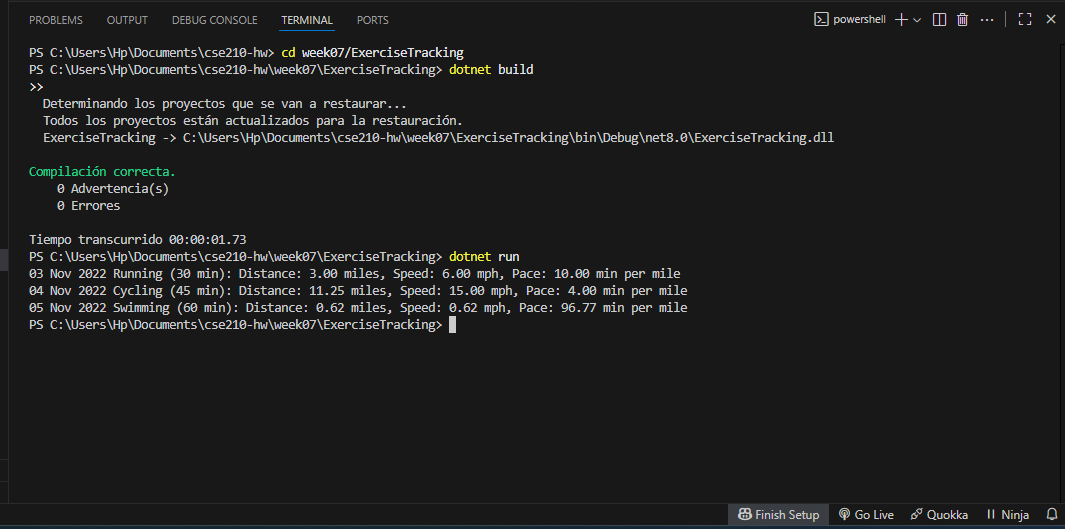 PROBLEMS OUTPUT DEBUG CONSOLE TERMINAL PORTS powershell
PS C:\Users\Hp\Documents\cse210-hw> cd week07/ExerciseTracking
PS C:\Users\Hp\Documents\cse210-hw\week07\ExerciseTracking> dotnet build
>>
Determinando los proyectos que se van a restaurar...
Todos los proyectos están actualizados para la restauración.
ExerciseTracking -> C:\Users\Hp\Documents\cse210-hw\week07\ExerciseTracking\bin\Debug\net8.0\ExerciseTracking.dll
Compilación correcta.
0 Advertencia(s)
0 Errores
Tiempo transcurrido 00:00:01.73
PS C:\Users\Hp\Documents\cse210-hw\week07\ExerciseTracking> dotnet run
03 Nov 2022 Running (30 min): Distance: 3.00 miles, Speed: 6.00 mph, Pace: 10.00 min per mile
04 Nov 2022 Cycling (45 min): Distance: 11.25 miles, Speed: 15.00 mph, Pace: 4.00 min per mile
05 Nov 2022 Swimming (60 min): Distance: 0.62 miles, Speed: 0.62 mph, Pace: 96.77 min per mile
PS C:\Users\Hp\Documents\cse210-hw\week07\ExerciseTracking>
Finish Setup Go Live Quokka Ninja